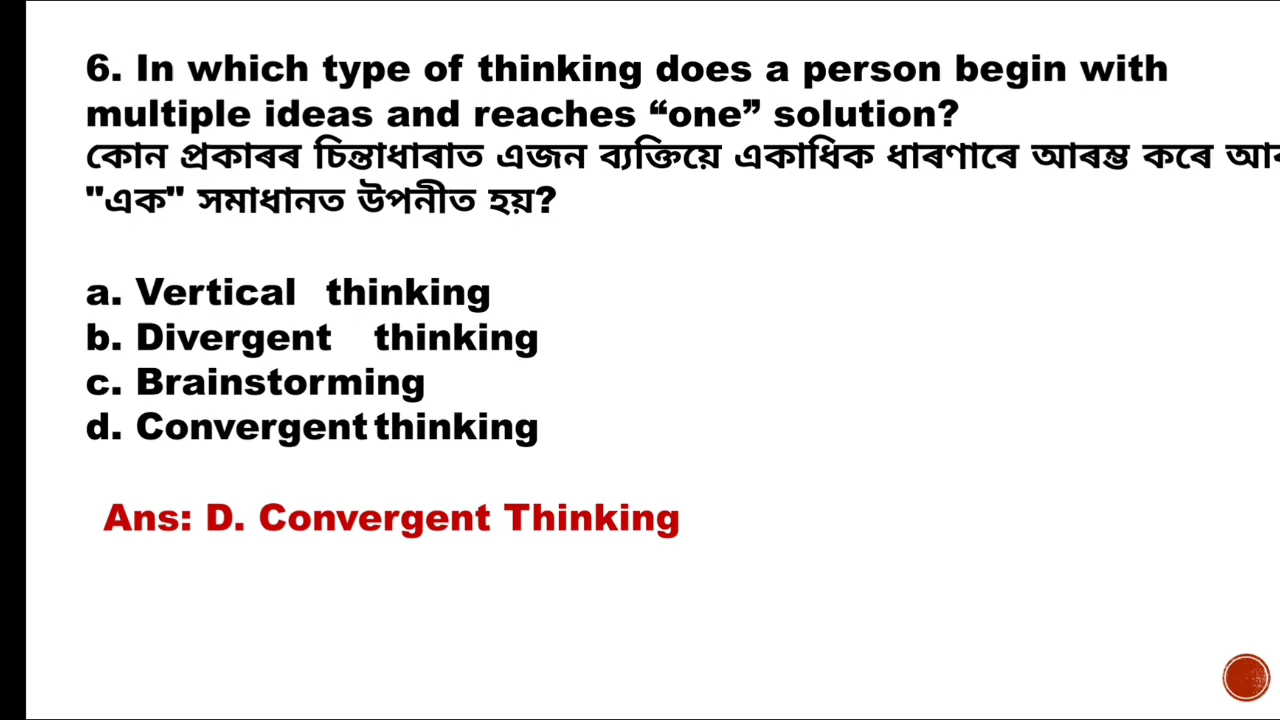 6. In which type of thinking does a person begin with
multiple ideas and reaches “one” solution?
কোন প্ৰকাৰৰ চিন্তাধাৰাত এজন ব্যক্তিয়ে একাধিক ধাৰণাৰে আৰম্ভ কৰে
"এক" সমাধানত উপনীত হয়?
a. Vertical thinking
b. Divergent thinking
c. Brainstorming
d. Convergent thinking
Ans: D. Convergent Thinking